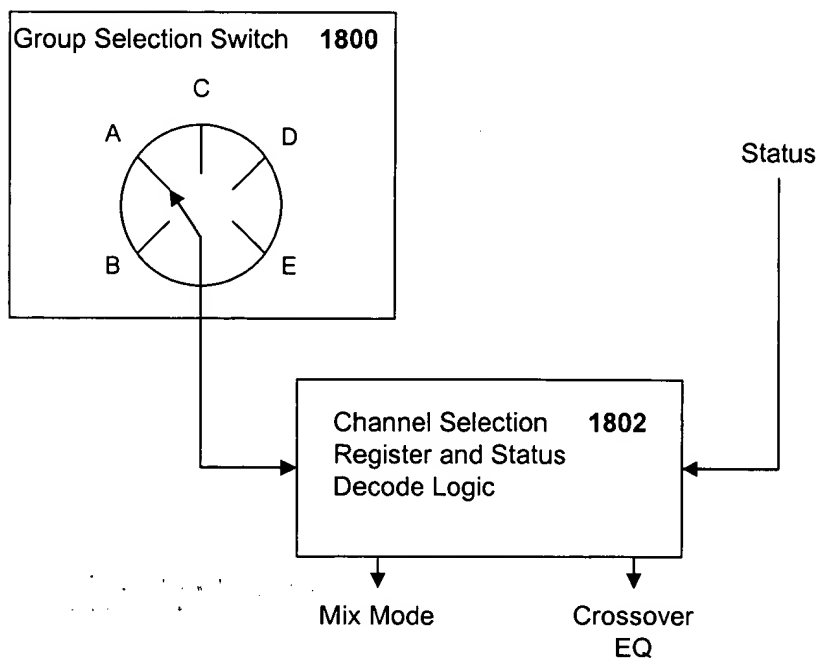 Group Selection Switch 1800
C
A
D
B
E
Status
Channel Selection 1802
Register and Status
Decode Logic
Mix Mode
Crossover
EQ